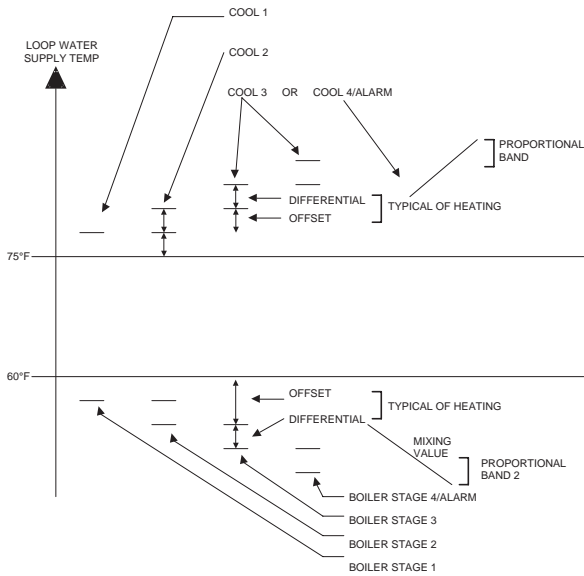 COOL 1
LOOP WATER
SUPPLY TEMP
COOL 2
COOL 3 OR COOL 4/ALARM
PROPORTIONAL
BAND
DIFFERENTIAL
OFFSET
TYPICAL OF HEATING
75°F
60°F
OFFSET
DIFFERENTIAL
TYPICAL OF HEATING
MIXING
VALUE
PROPORTIONAL
BAND 2
BOILER STAGE 4/ALARM
BOILER STAGE 3
BOILER STAGE 2
BOILER STAGE 1